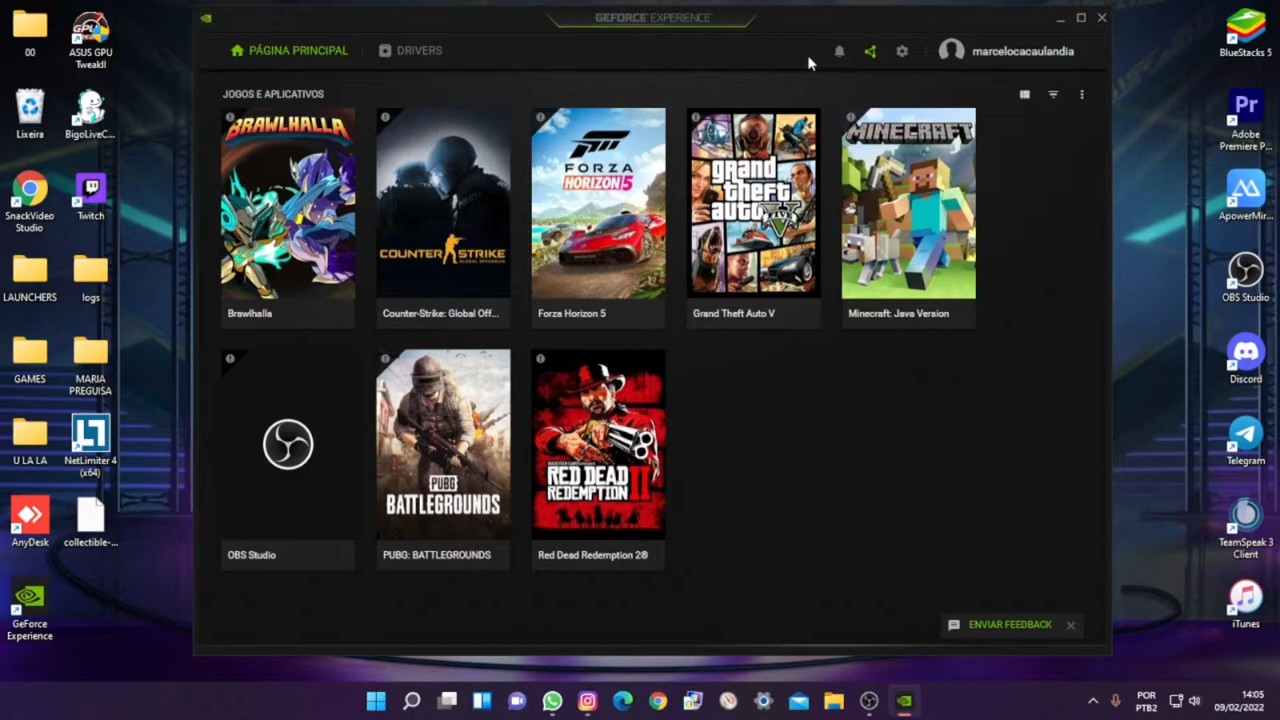 GEFORCE EXPERIENCE
PÁGINA PRINCIPAL
DRIVERS
marcelocacaulandia
JOGOS E APLICATIVOS
BRAWLHALLA
Brawlhalla
COUNTER STRIKE
Counter-Strike: Global Off...
FORZA
HORIZON 5
Forza Horizon 5
grand
theft
auto
V
FIVE
Grand Theft Auto V
MINECRAFT
Minecraft: Java Version
OBS Studio
PUBG
BATTLEGROUNDS
PUBG: BATTLEGROUNDS
RED DEAD
REDEMPTION
II
Red Dead Redemption 2®
ENVIAR FEEDBACK
00
ASUS GPU
TweakII
GPU
Lixeira
BigoLiveC...
SnackVideo
Studio
Twitch
LAUNCHERS
logs
GAMES
MARIA
PREGUISA
U LA LA
NetLimiter 4
(x64)
AnyDesk
collectible-...
GeForce
Experience
BlueStacks 5
Pr
Adobe
Premiere P...
ApowerMir...
OBS Studio
Discord
Telegram
TeamSpeak 3
Client
iTunes
POR
PTB2
14:05
09/02/2022